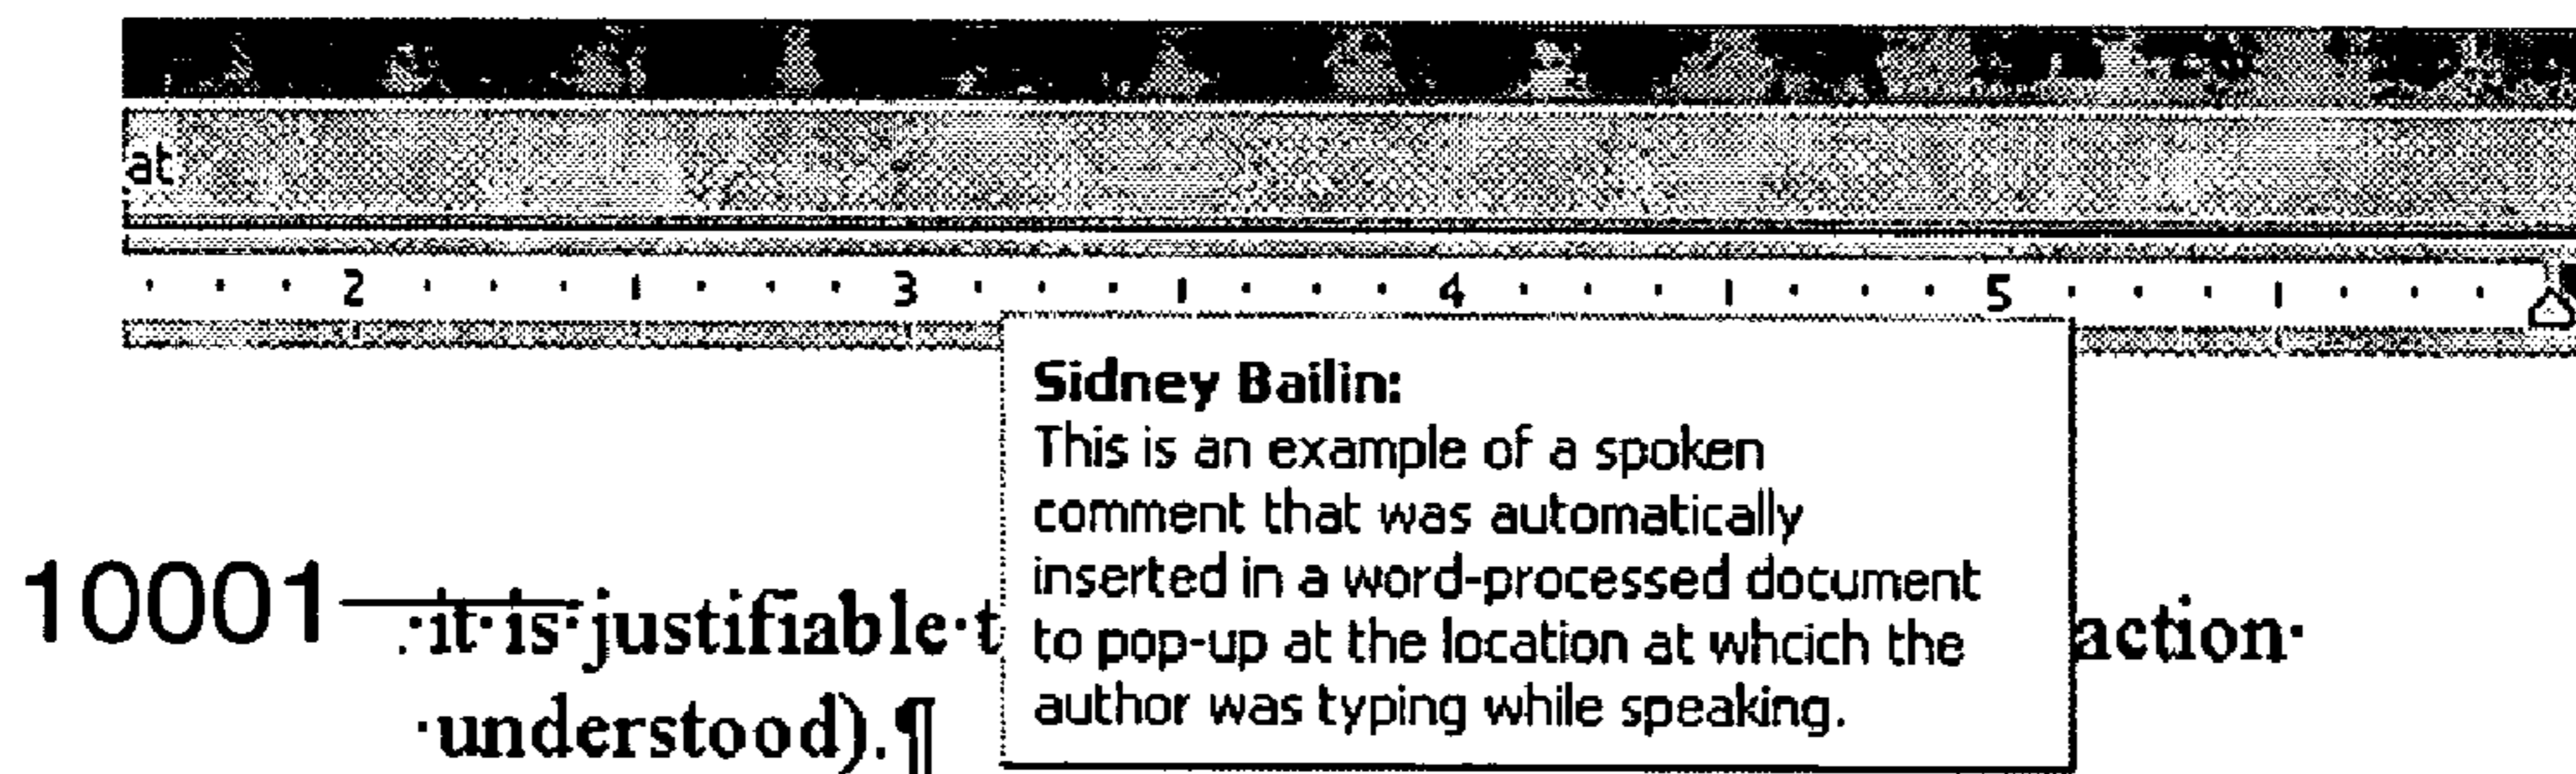 at
2 3 4 5
Sidney Bailin:
This is an example of a spoken
comment that was automatically
inserted in a word-processed document
to pop-up at the location at whcich the
author was typing while speaking.
10001 ·it·is·justifiable·t action·
·understood).¶